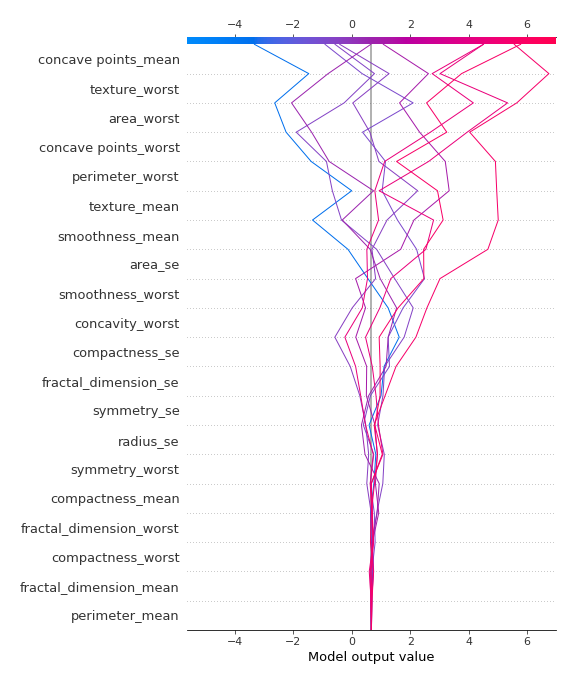 −4 −2 0 2 4 6
concave points_mean
texture_worst
area_worst
concave points_worst
perimeter_worst
texture_mean
smoothness_mean
area_se
smoothness_worst
concavity_worst
compactness_se
fractal_dimension_se
symmetry_se
radius_se
symmetry_worst
compactness_mean
fractal_dimension_worst
compactness_worst
fractal_dimension_mean
perimeter_mean
−4 −2 0 2 4 6
Model output value